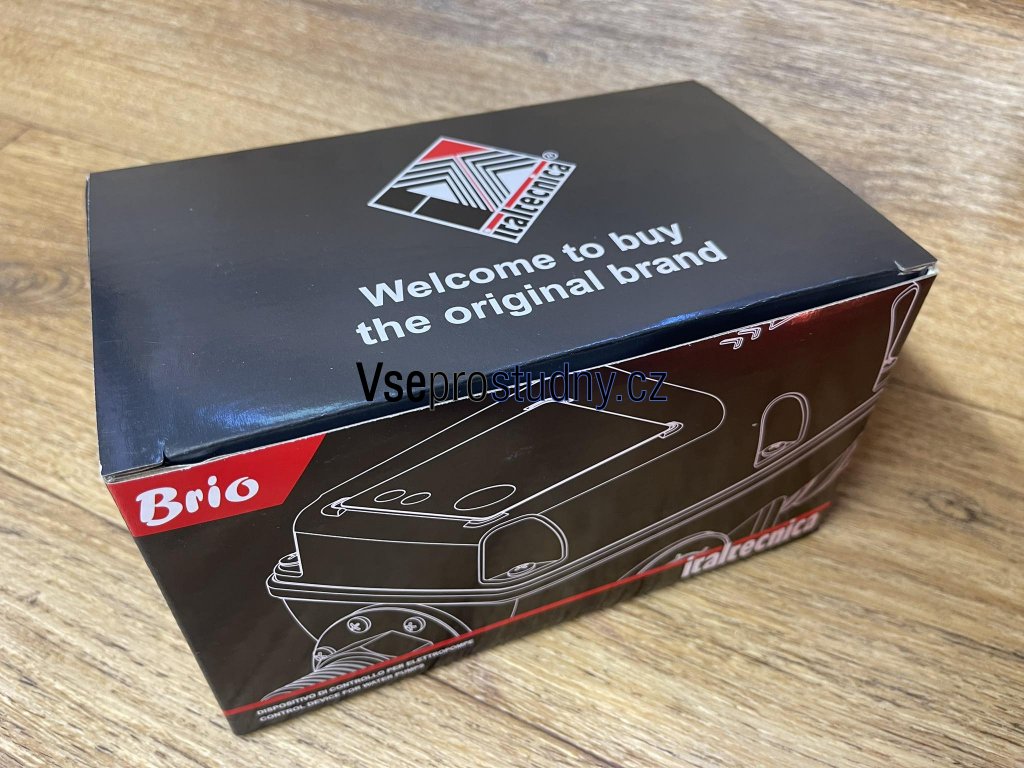 italtecnica®
Welcome to buy
the original brand
Vseprostudny.cz
Brio
italtecnica
DISPOSITIVO DI CONTROLLO PER ELETTROPOMPE
CONTROL DEVICE FOR WATER PUMPS